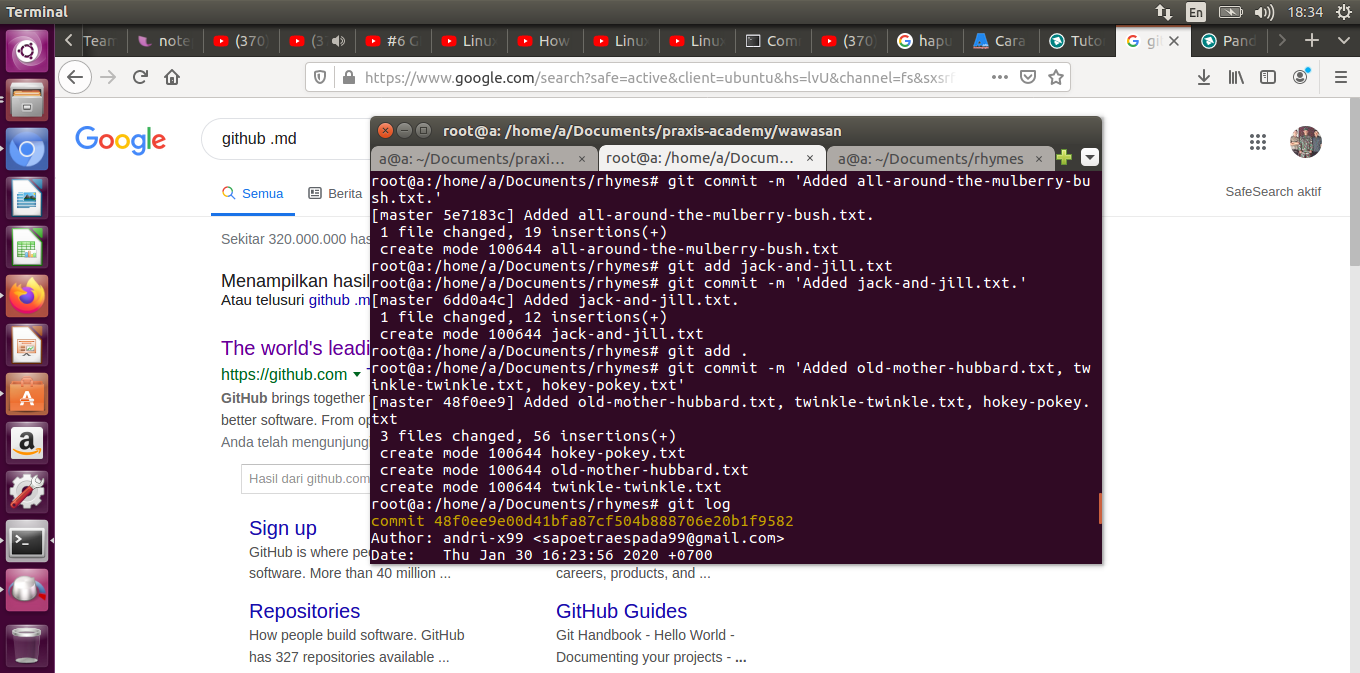 Terminal
En
18:34
Team
note
(370)
(3
#6 G
Linux
How
Linux
Linux
Com
(370)
hapu
Cara
Tuto
Pand
https://www.google.com/search?safe=active&client=ubuntu&hs=lvU&channel=fs&sxsrf
Google
github .md
Semua
Berita
SafeSearch aktif
Sekitar 320.000.000 has
Menampilkan hasil
Atau telusuri github .m
The world's leadi
https://github.com
GitHub brings together
better software. From op
Anda telah mengunjungi
Hasil dari github.com
Sign up
GitHub is where peo
software. More than 40 million ...
careers, products, and ...
Repositories
How people build software. GitHub
has 327 repositories available ...
GitHub Guides
Git Handbook - Hello World -
Documenting your projects - ...
root@a: /home/a/Documents/praxis-academy/wawasan
a@a: ~/Documents/praxi...
root@a: /home/a/Docum...
a@a: ~/Documents/rhymes
root@a:/home/a/Documents/rhymes# git commit -m 'Added all-around-the-mulberry-bu
sh.txt.'
[master 5e7183c] Added all-around-the-mulberry-bush.txt.
1 file changed, 19 insertions(+)
create mode 100644 all-around-the-mulberry-bush.txt
root@a:/home/a/Documents/rhymes# git add jack-and-jill.txt
root@a:/home/a/Documents/rhymes# git commit -m 'Added jack-and-jill.txt.'
[master 6dd0a4c] Added jack-and-jill.txt.
1 file changed, 12 insertions(+)
create mode 100644 jack-and-jill.txt
root@a:/home/a/Documents/rhymes# git add .
root@a:/home/a/Documents/rhymes# git commit -m 'Added old-mother-hubbard.txt, tw
inkle-twinkle.txt, hokey-pokey.txt'
[master 48f0ee9] Added old-mother-hubbard.txt, twinkle-twinkle.txt, hokey-pokey.
txt
3 files changed, 56 insertions(+)
create mode 100644 hokey-pokey.txt
create mode 100644 old-mother-hubbard.txt
create mode 100644 twinkle-twinkle.txt
root@a:/home/a/Documents/rhymes# git log
commit 48f0ee9e00d41bfa87cf504b888706e20b1f9582
Author: andri-x99 <sapoetraespada99@gmail.com>
Date:   Thu Jan 30 16:23:56 2020 +0700